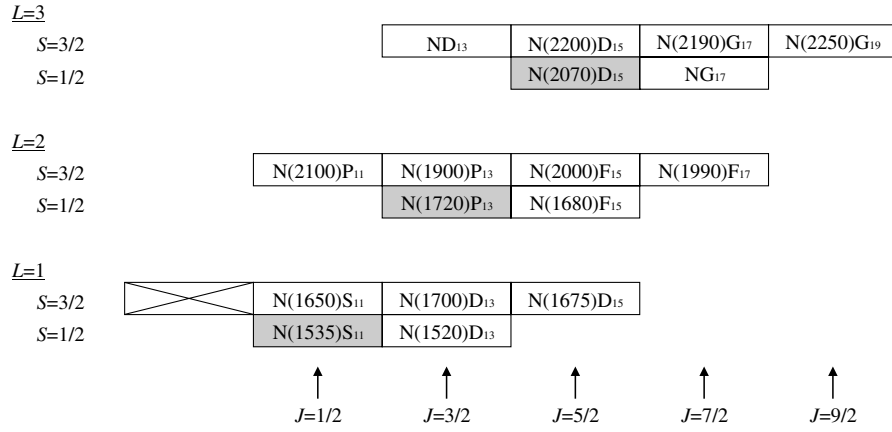 L=3
S=3/2 ND₁₃ N(2200)D₁₅ N(2190)G₁₇ N(2250)G₁₉
S=1/2 N(2070)D₁₅ NG₁₇
L=2
S=3/2 N(2100)P₁₁ N(1900)P₁₃ N(2000)F₁₅ N(1990)F₁₇
S=1/2 N(1720)P₁₃ N(1680)F₁₅
L=1
S=3/2 N(1650)S₁₁ N(1700)D₁₃ N(1675)D₁₅
S=1/2 N(1535)S₁₁ N(1520)D₁₃
J=1/2 J=3/2 J=5/2 J=7/2 J=9/2